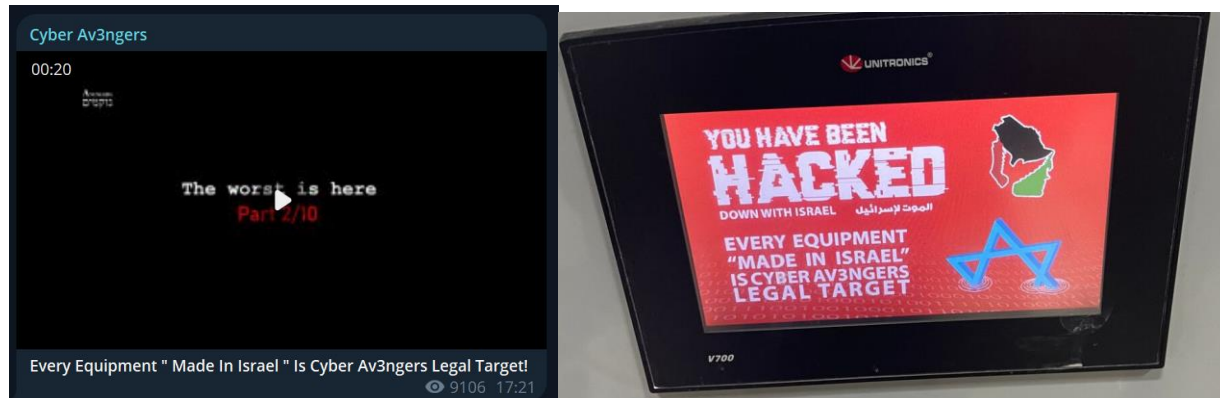 Cyber Av3ngers
00:20
The worst is here
Part 2/10
Every Equipment " Made In Israel " Is Cyber Av3ngers Legal Target!
9106 17:21
UNITRONICS®
YOU HAVE BEEN
HACKED
DOWN WITH ISRAEL الموت لإسرائيل
EVERY EQUIPMENT
"MADE IN ISRAEL"
IS CYBER AV3NGERS
LEGAL TARGET
V700